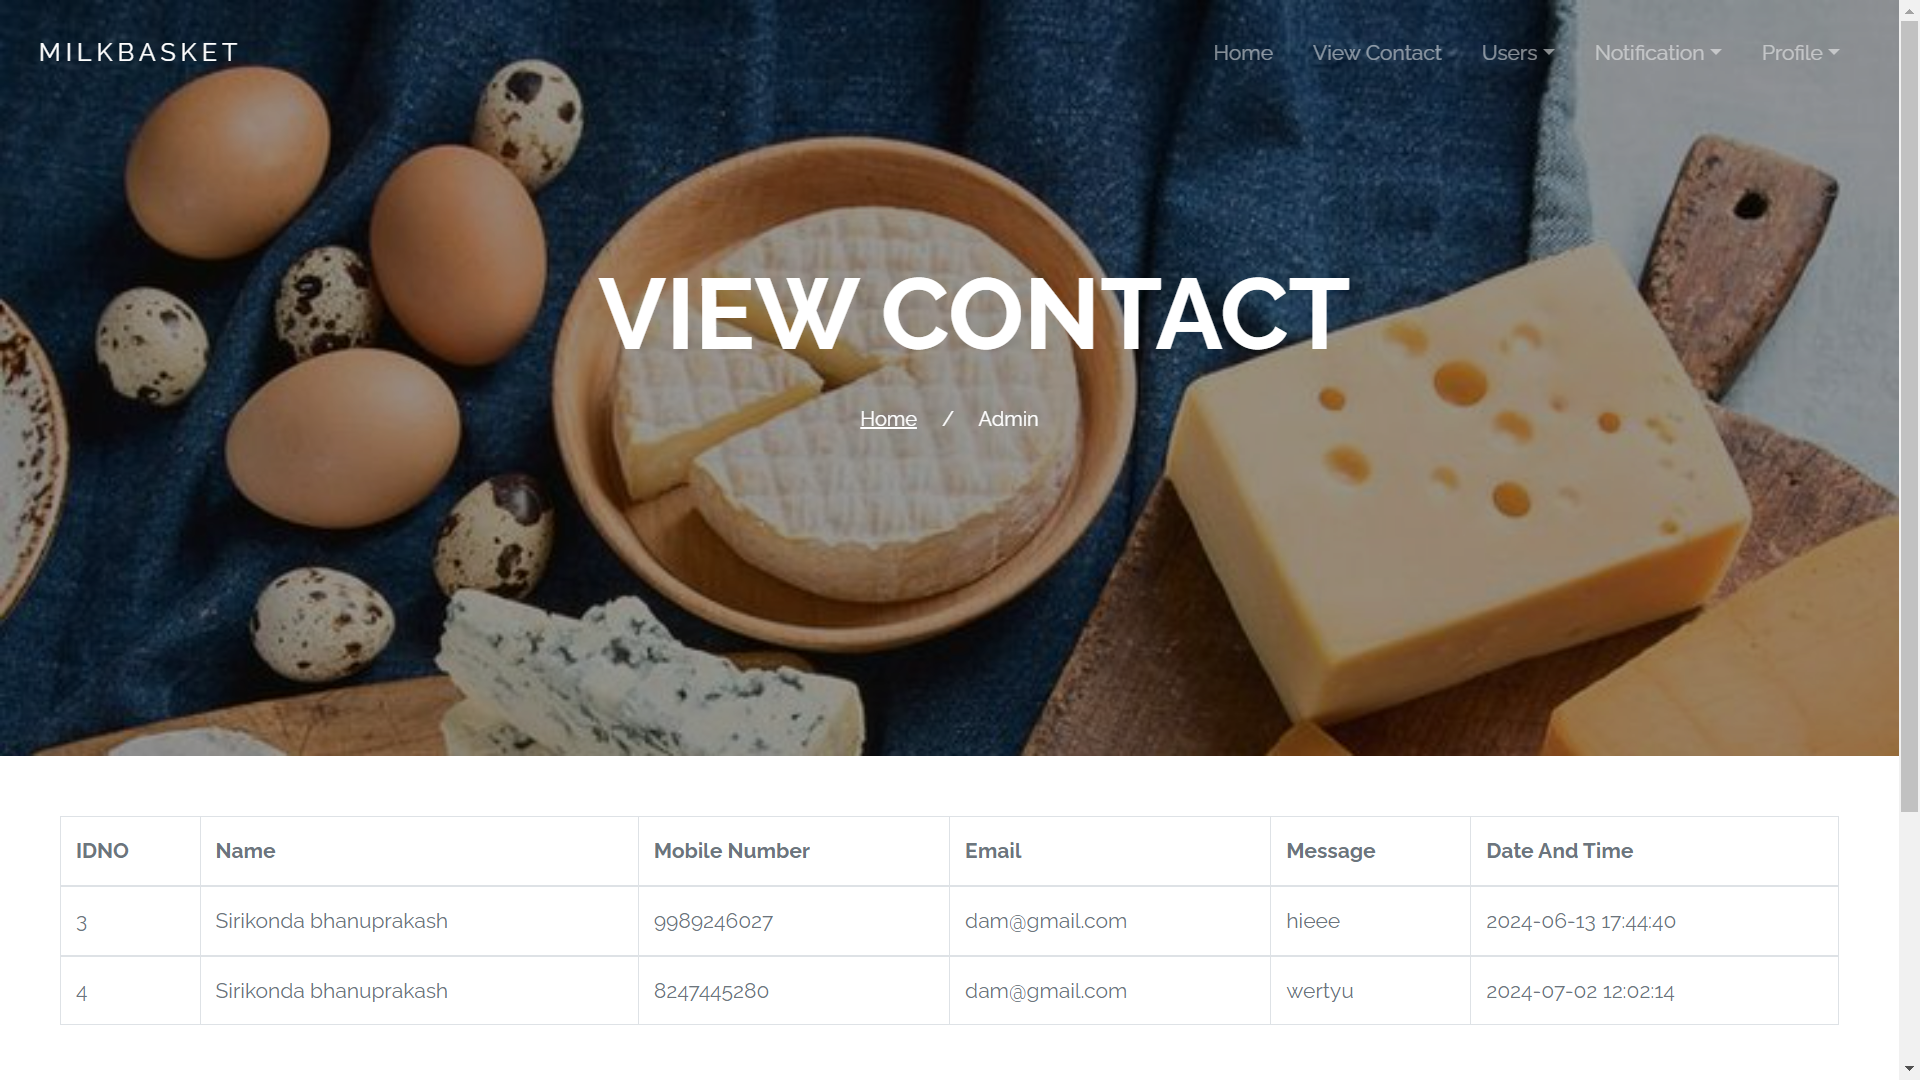 MILKBASKET
Home View Contact Users Notification Profile
VIEW CONTACT
Home / Admin
IDNO Name Mobile Number Email Message Date And Time
3 Sirikonda bhanuprakash 9989246027 dam@gmail.com hieee 2024-06-13 17:44:40
4 Sirikonda bhanuprakash 8247445280 dam@gmail.com wertyu 2024-07-02 12:02:14